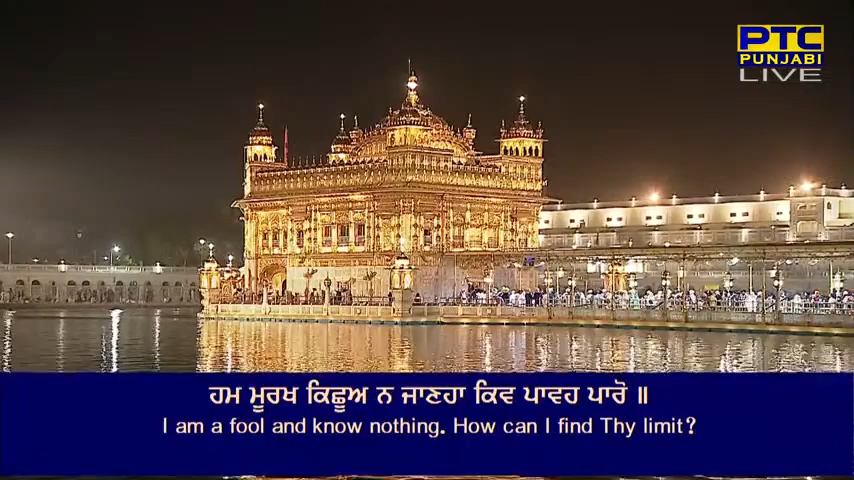 PTC
PUNJABI
LIVE
ਹਮ ਮੂਰਖ ਕਿਛੂਅ ਨ ਜਾਣਹਾ ਕਿਵ ਪਾਵਹ ਪਾਰੋ ॥
I am a fool and know nothing. How can I find Thy limit?